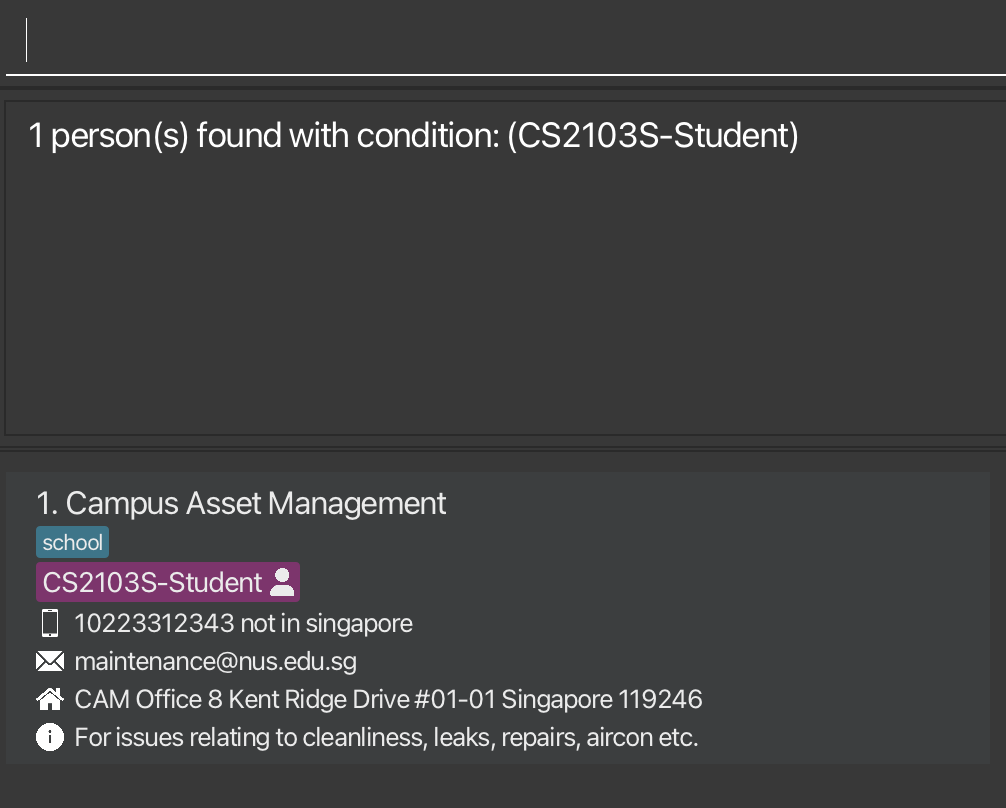 1 person(s) found with condition: (CS2103S-Student)
1. Campus Asset Management
school
CS2103S-Student
10223312343 not in singapore
maintenance@nus.edu.sg
CAM Office 8 Kent Ridge Drive #01-01 Singapore 119246
For issues relating to cleanliness, leaks, repairs, aircon etc.